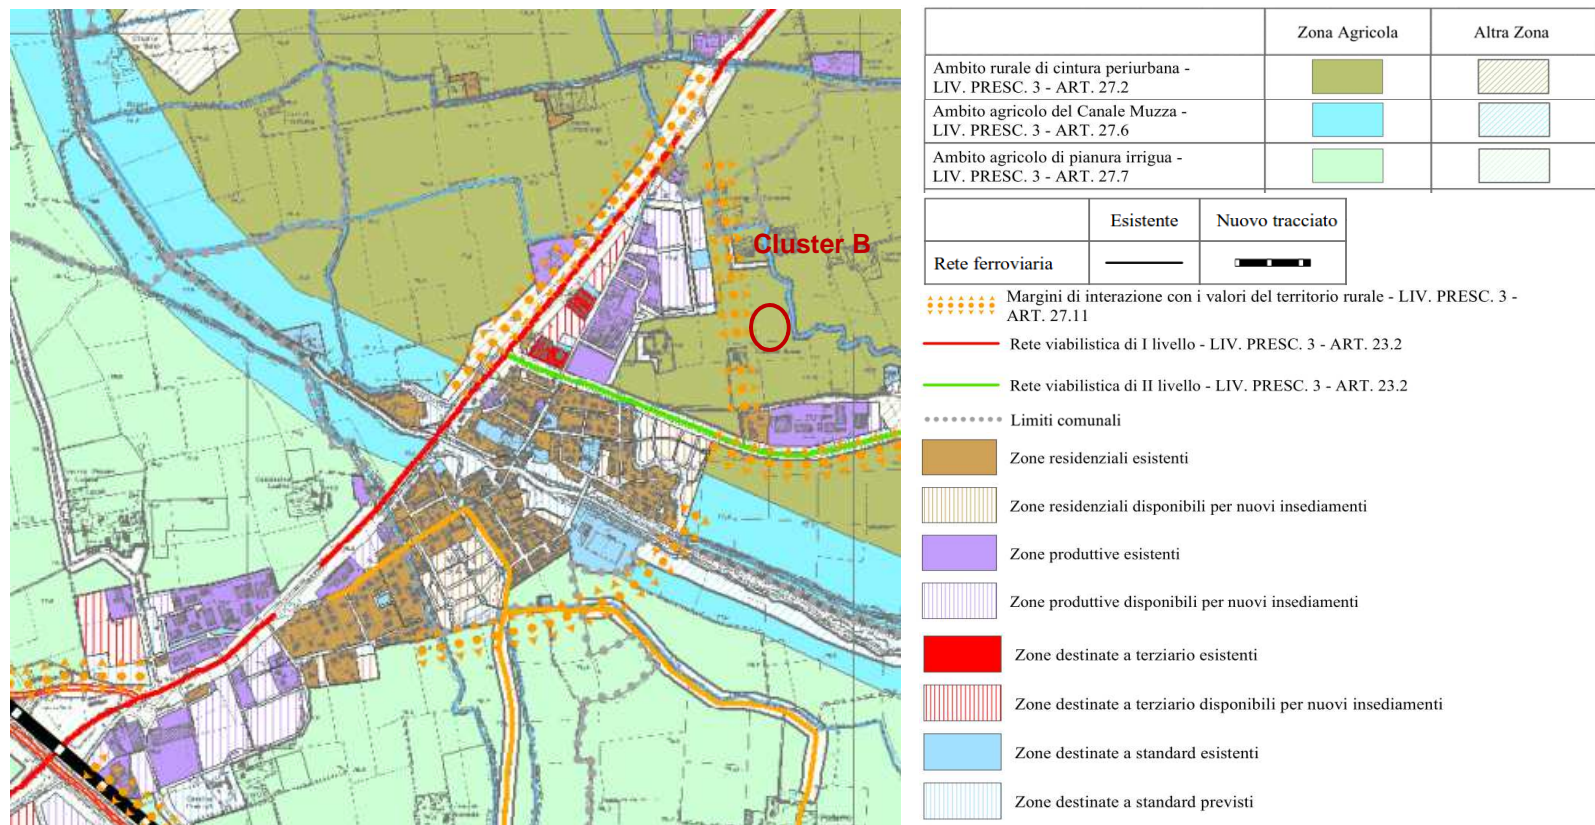 Cluster B
Zona Agricola
Altra Zona
Ambito rurale di cintura periurbana -
LIV. PRESC. 3 - ART. 27.2
Ambito agricolo del Canale Muzza -
LIV. PRESC. 3 - ART. 27.6
Ambito agricolo di pianura irrigua -
LIV. PRESC. 3 - ART. 27.7
Esistente
Nuovo tracciato
Rete ferroviaria
Margini di interazione con i valori del territorio rurale - LIV. PRESC. 3 -
ART. 27.11
Rete viabilistica di I livello - LIV. PRESC. 3 - ART. 23.2
Rete viabilistica di II livello - LIV. PRESC. 3 - ART. 23.2
Limiti comunali
Zone residenziali esistenti
Zone residenziali disponibili per nuovi insediamenti
Zone produttive esistenti
Zone produttive disponibili per nuovi insediamenti
Zone destinate a terziario esistenti
Zone destinate a terziario disponibili per nuovi insediamenti
Zone destinate a standard esistenti
Zone destinate a standard previsti